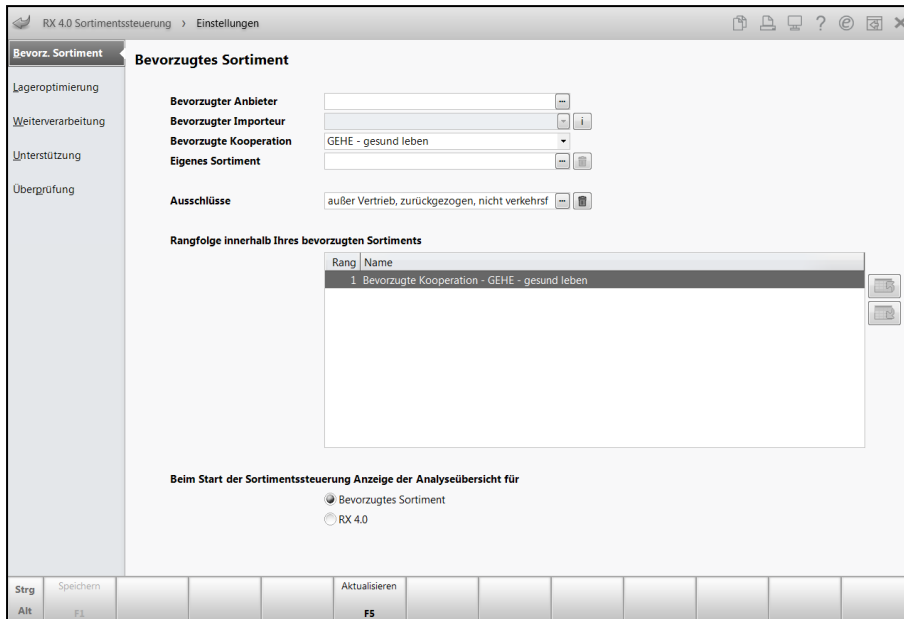 RX 4.0 Sortimentssteuerung › Einstellungen
Bevorz. Sortiment
Lageroptimierung
Weiterverarbeitung
Unterstützung
Überprüfung
Bevorzugtes Sortiment
Bevorzugter Anbieter
Bevorzugter Importeur
i
Bevorzugte Kooperation GEHE - gesund leben
Eigenes Sortiment
Ausschlüsse außer Vertrieb, zurückgezogen, nicht verkehrsf
Rangfolge innerhalb Ihres bevorzugten Sortiments
Rang Name
1 Bevorzugte Kooperation - GEHE - gesund leben
Beim Start der Sortimentssteuerung Anzeige der Analyseübersicht für
Bevorzugtes Sortiment
RX 4.0
Strg Speichern Aktualisieren
Alt F1 F5